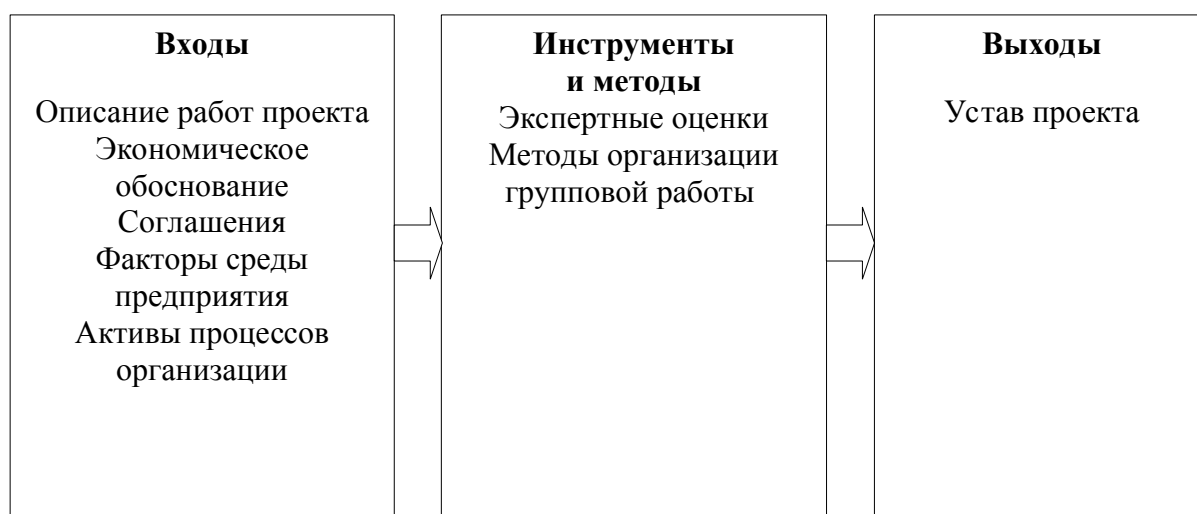 Входы
Описание работ проекта
Экономическое
обоснование
Соглашения
Факторы среды
предприятия
Активы процессов
организации
Инструменты
и методы
Экспертные оценки
Методы организации
групповой работы
Выходы
Устав проекта